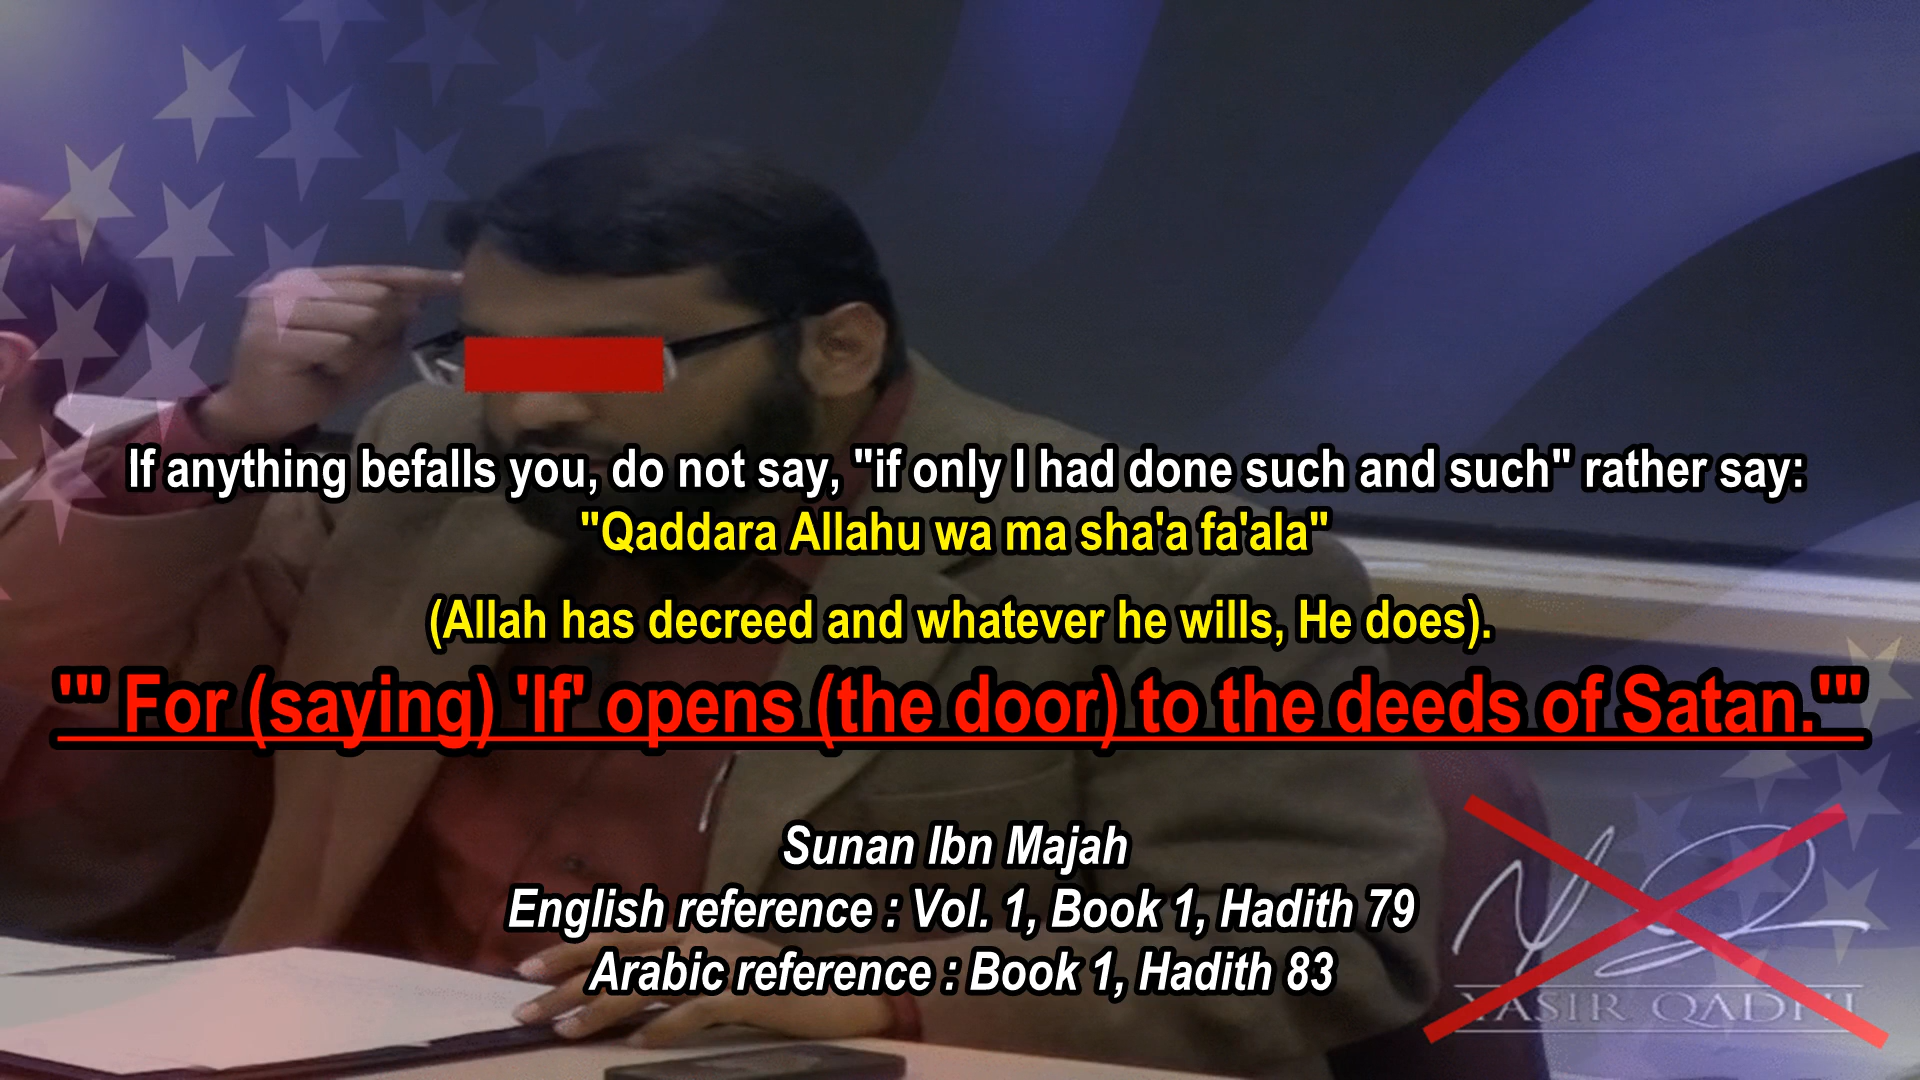 If anything befalls you, do not say, "if only I had done such and such" rather say:
"Qaddara Allahu wa ma sha'a fa'ala"
(Allah has decreed and whatever he wills, He does).
'" For (saying) 'If' opens (the door) to the deeds of Satan.'"
Sunan Ibn Majah
English reference : Vol. 1, Book 1, Hadith 79
Arabic reference : Book 1, Hadith 83
YASIR QADHI